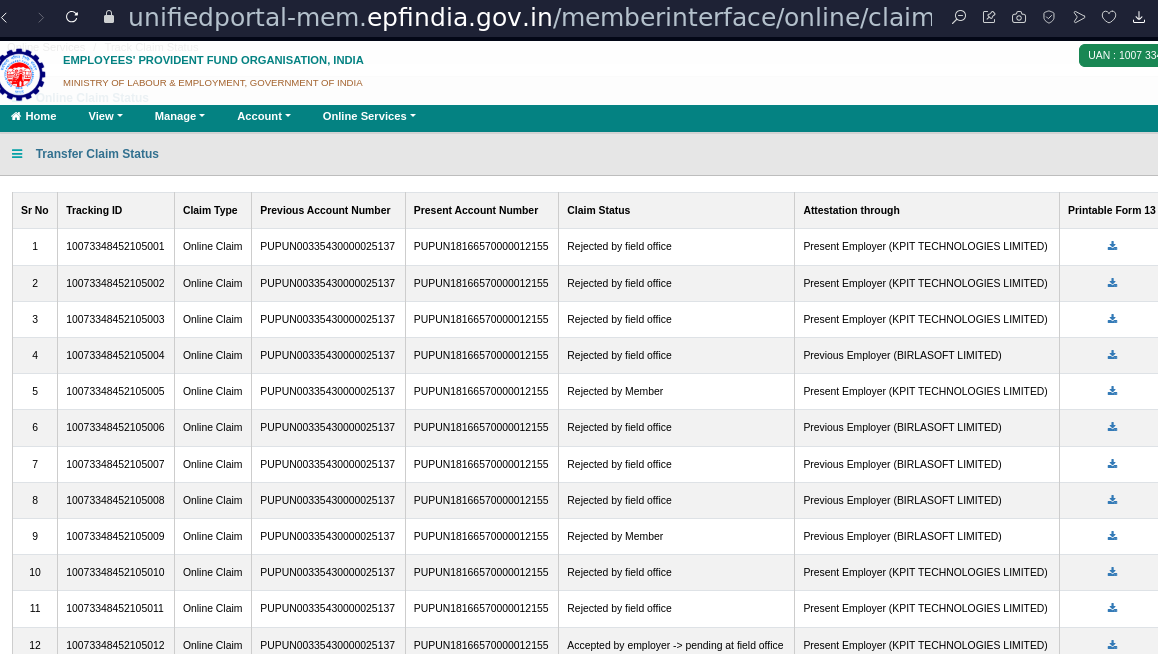 unifiedportal-mem.epfindia.gov.in/memberinterface/online/claim
Services | Track Claim Status
UAN : 1007 334
EMPLOYEES' PROVIDENT FUND ORGANISATION, INDIA
MINISTRY OF LABOUR & EMPLOYMENT, GOVERNMENT OF INDIA
Online Claim Status
Home View Manage Account Online Services
Transfer Claim Status
Sr No Tracking ID Claim Type Previous Account Number Present Account Number Claim Status Attestation through Printable Form 13
1 10073348452105001 Online Claim PUPUN00335430000025137 PUPUN18166570000012155 Rejected by field office Present Employer (KPIT TECHNOLOGIES LIMITED)
2 10073348452105002 Online Claim PUPUN00335430000025137 PUPUN18166570000012155 Rejected by field office Present Employer (KPIT TECHNOLOGIES LIMITED)
3 10073348452105003 Online Claim PUPUN00335430000025137 PUPUN18166570000012155 Rejected by field office Present Employer (KPIT TECHNOLOGIES LIMITED)
4 10073348452105004 Online Claim PUPUN00335430000025137 PUPUN18166570000012155 Rejected by field office Previous Employer (BIRLASOFT LIMITED)
5 10073348452105005 Online Claim PUPUN00335430000025137 PUPUN18166570000012155 Rejected by Member Present Employer (KPIT TECHNOLOGIES LIMITED)
6 10073348452105006 Online Claim PUPUN00335430000025137 PUPUN18166570000012155 Rejected by field office Previous Employer (BIRLASOFT LIMITED)
7 10073348452105007 Online Claim PUPUN00335430000025137 PUPUN18166570000012155 Rejected by field office Previous Employer (BIRLASOFT LIMITED)
8 10073348452105008 Online Claim PUPUN00335430000025137 PUPUN18166570000012155 Rejected by field office Previous Employer (BIRLASOFT LIMITED)
9 10073348452105009 Online Claim PUPUN00335430000025137 PUPUN18166570000012155 Rejected by Member Previous Employer (BIRLASOFT LIMITED)
10 10073348452105010 Online Claim PUPUN00335430000025137 PUPUN18166570000012155 Rejected by field office Present Employer (KPIT TECHNOLOGIES LIMITED)
11 10073348452105011 Online Claim PUPUN00335430000025137 PUPUN18166570000012155 Rejected by field office Present Employer (KPIT TECHNOLOGIES LIMITED)
12 10073348452105012 Online Claim PUPUN00335430000025137 PUPUN18166570000012155 Accepted by employer -> pending at field office Present Employer (KPIT TECHNOLOGIES LIMITED)